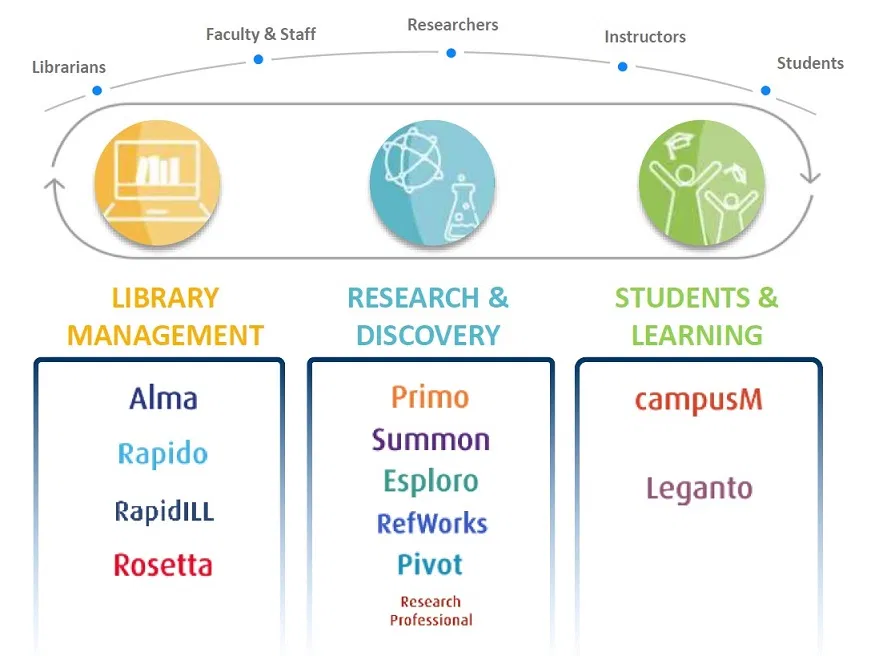 Librarians
Faculty & Staff
Researchers
Instructors
Students
LIBRARY
MANAGEMENT
Alma
Rapido
RapidILL
Rosetta
RESEARCH &
DISCOVERY
Primo
Summon
Esploro
RefWorks
Pivot
Research
Professional
STUDENTS &
LEARNING
campusM
Leganto